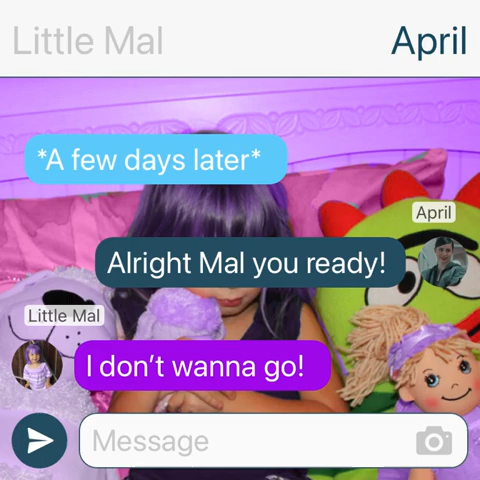 Little Mal
April
*A few days later*
April
Alright Mal you ready!
Little Mal
I don't wanna go!
Message